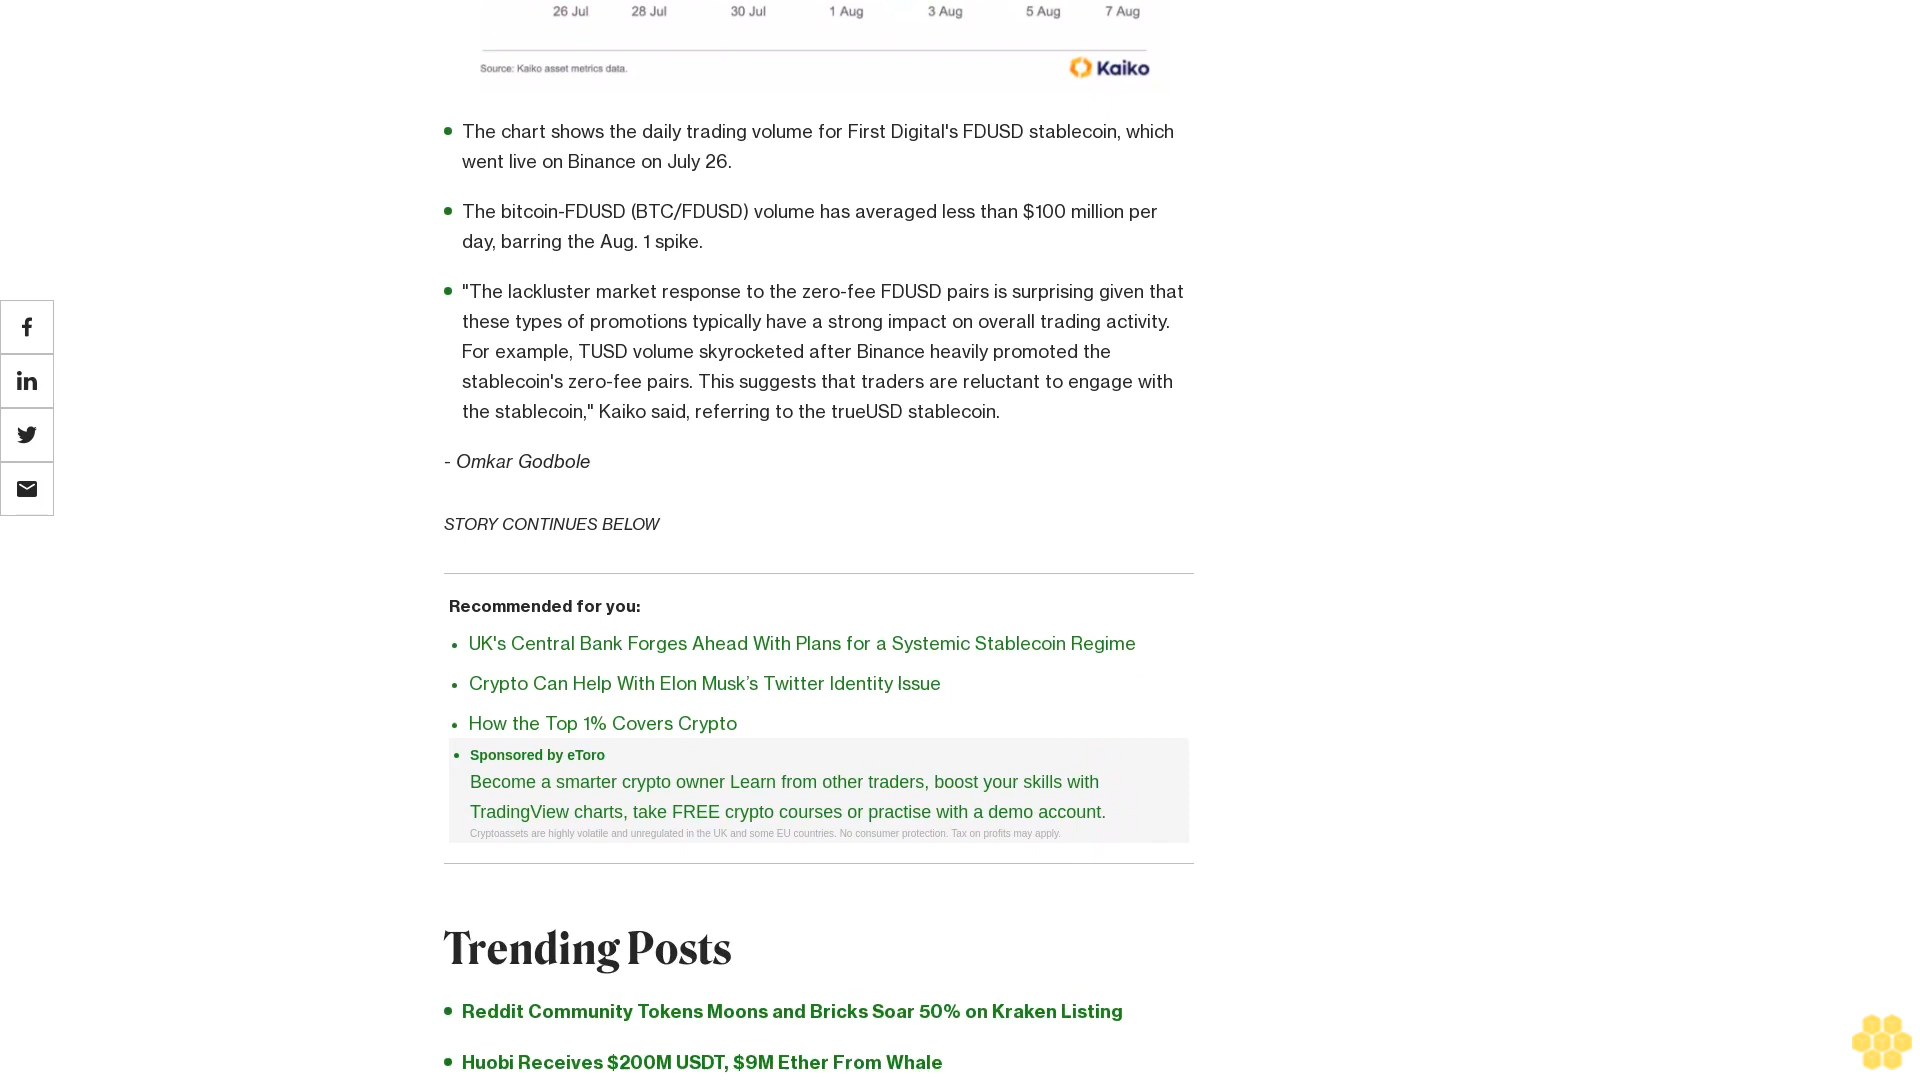 26 Jul 28 Jul 30 Jul 1 Aug 3 Aug 5 Aug 7 Aug
Source: Kaiko asset metrics data.
Kaiko
The chart shows the daily trading volume for First Digital's FDUSD stablecoin, which
went live on Binance on July 26.
The bitcoin-FDUSD (BTC/FDUSD) volume has averaged less than $100 million per
day, barring the Aug. 1 spike.
"The lackluster market response to the zero-fee FDUSD pairs is surprising given that
these types of promotions typically have a strong impact on overall trading activity.
For example, TUSD volume skyrocketed after Binance heavily promoted the
stablecoin's zero-fee pairs. This suggests that traders are reluctant to engage with
the stablecoin," Kaiko said, referring to the trueUSD stablecoin.
- Omkar Godbole
STORY CONTINUES BELOW
Recommended for you:
UK's Central Bank Forges Ahead With Plans for a Systemic Stablecoin Regime
Crypto Can Help With Elon Musk’s Twitter Identity Issue
How the Top 1% Covers Crypto
Sponsored by eToro
Become a smarter crypto owner Learn from other traders, boost your skills with
TradingView charts, take FREE crypto courses or practise with a demo account.
Cryptoassets are highly volatile and unregulated in the UK and some EU countries. No consumer protection. Tax on profits may apply.
Trending Posts
Reddit Community Tokens Moons and Bricks Soar 50% on Kraken Listing
Huobi Receives $200M USDT, $9M Ether From Whale